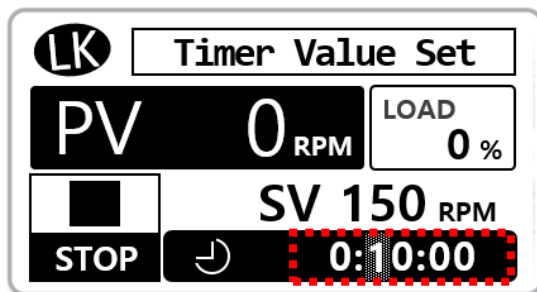 LK Timer Value Set
PV 0 RPM
LOAD
0 %
SV 150 RPM
STOP 0:10:00